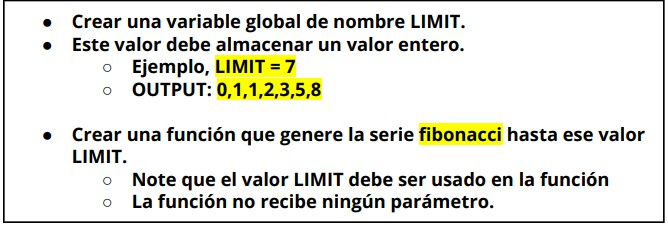 ● Crear una variable global de nombre LIMIT.
● Este valor debe almacenar un valor entero.
○ Ejemplo, LIMIT = 7
○ OUTPUT: 0,1,1,2,3,5,8
● Crear una función que genere la serie fibonacci hasta ese valor
LIMIT.
○ Note que el valor LIMIT debe ser usado en la función
○ La función no recibe ningún parámetro.